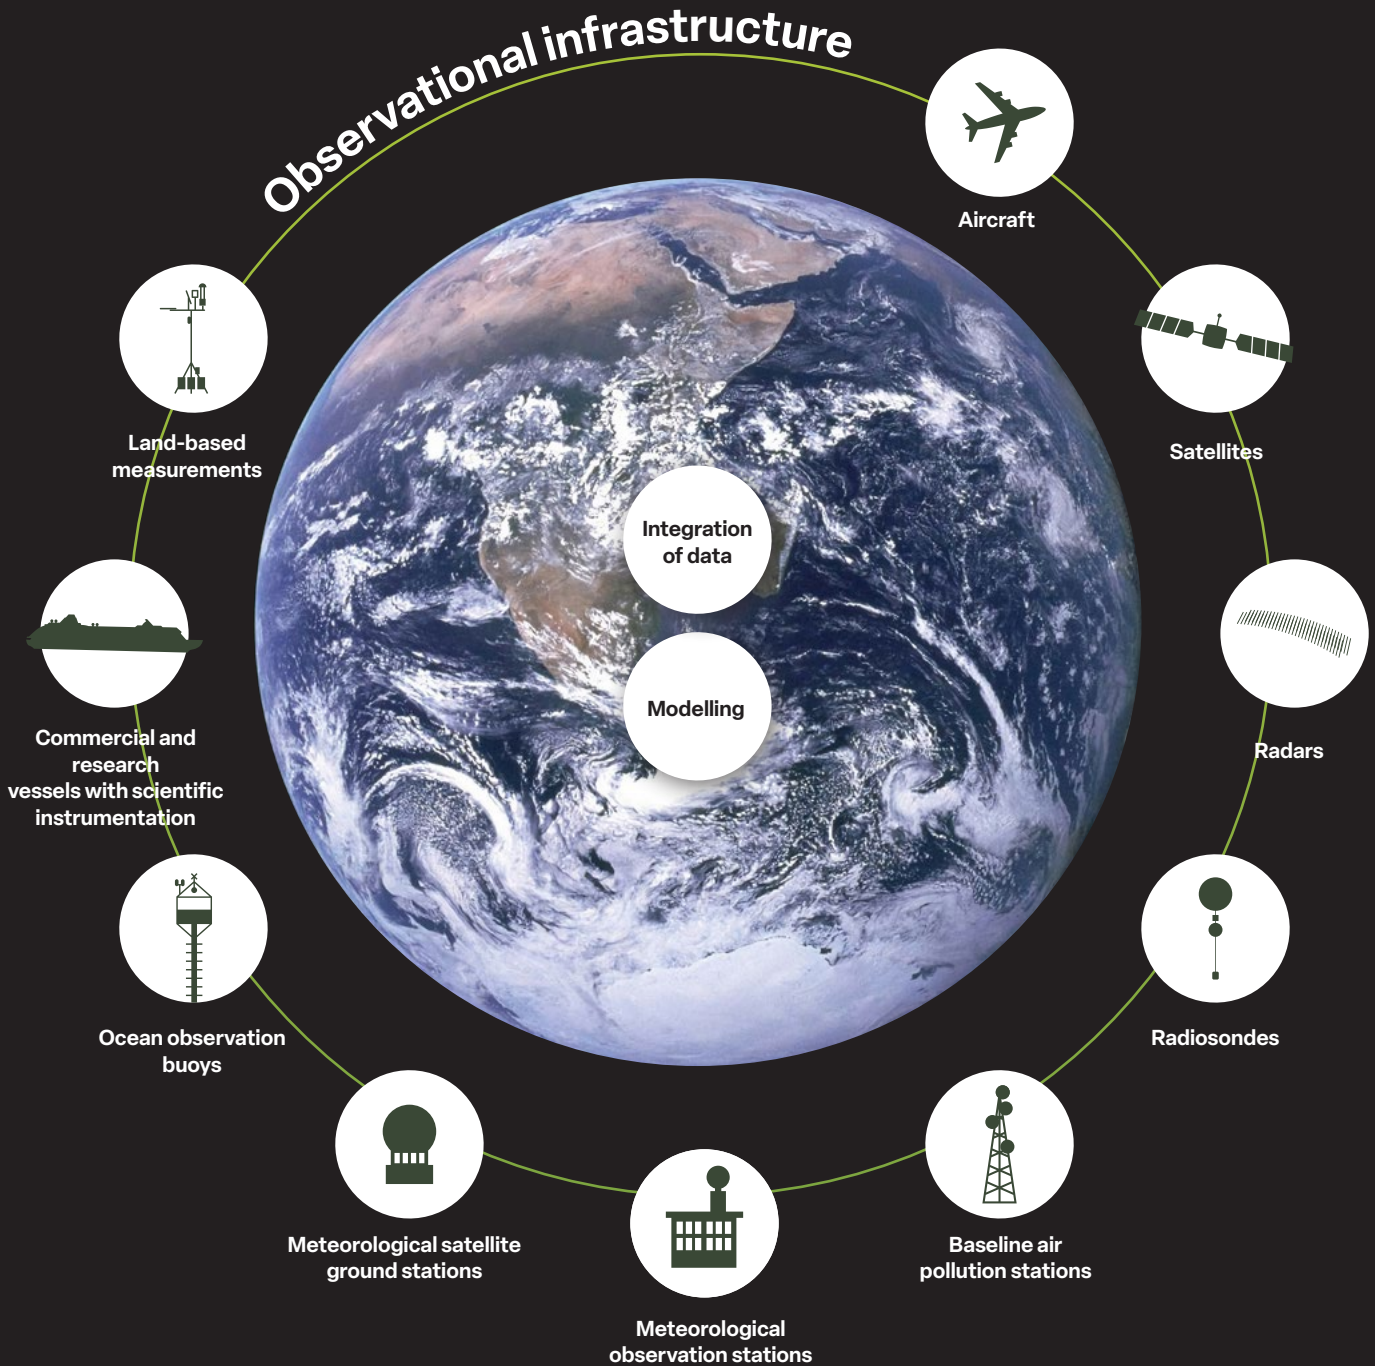 Observational infrastructure
Aircraft
Satellites
Radars
Radiosondes
Baseline air
pollution stations
Meteorological
observation stations
Meteorological satellite
ground stations
Ocean observation
buoys
Commercial and
research
vessels with scientific
instrumentation
Land-based
measurements
Integration
of data
Modelling